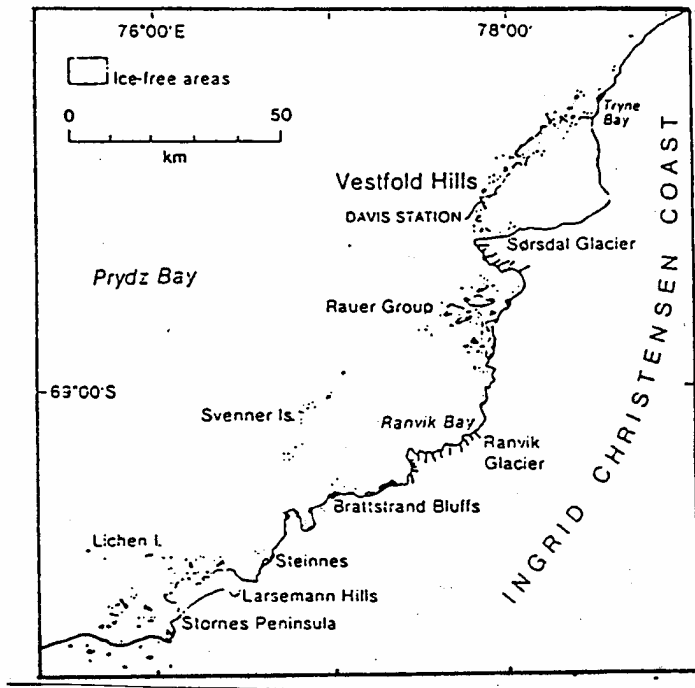 76°00'E
78°00'
Ice-free areas
0
50
km
Tryne
Bay
Vestfold Hills
DAVIS STATION
Sørsdal Glacier
Prydz Bay
Rauer Group
69°00'S
Svenner Is.
Ranvik Bay
Ranvik
Glacier
Brattstrand Bluffs
Lichen I.
Steinnes
Larsemann Hills
Stornes Peninsula
INGRID CHRISTENSEN COAST